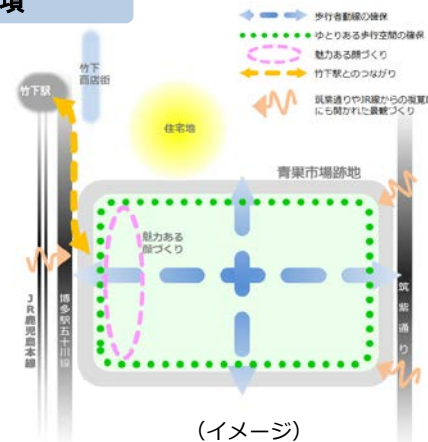 項
歩行者動線の確保
ゆとりある歩行空間の確保
魅力ある顔づくり
竹下駅とのつながり
筑紫通りやJR線からの視覚
にも開かれた景観づくり
竹下
商店街
竹下駅
住宅地
青果市場跡地
魅力ある
顔づくり
JR鹿児島本線
博多駅五十川線
筑紫通り
（イメージ）